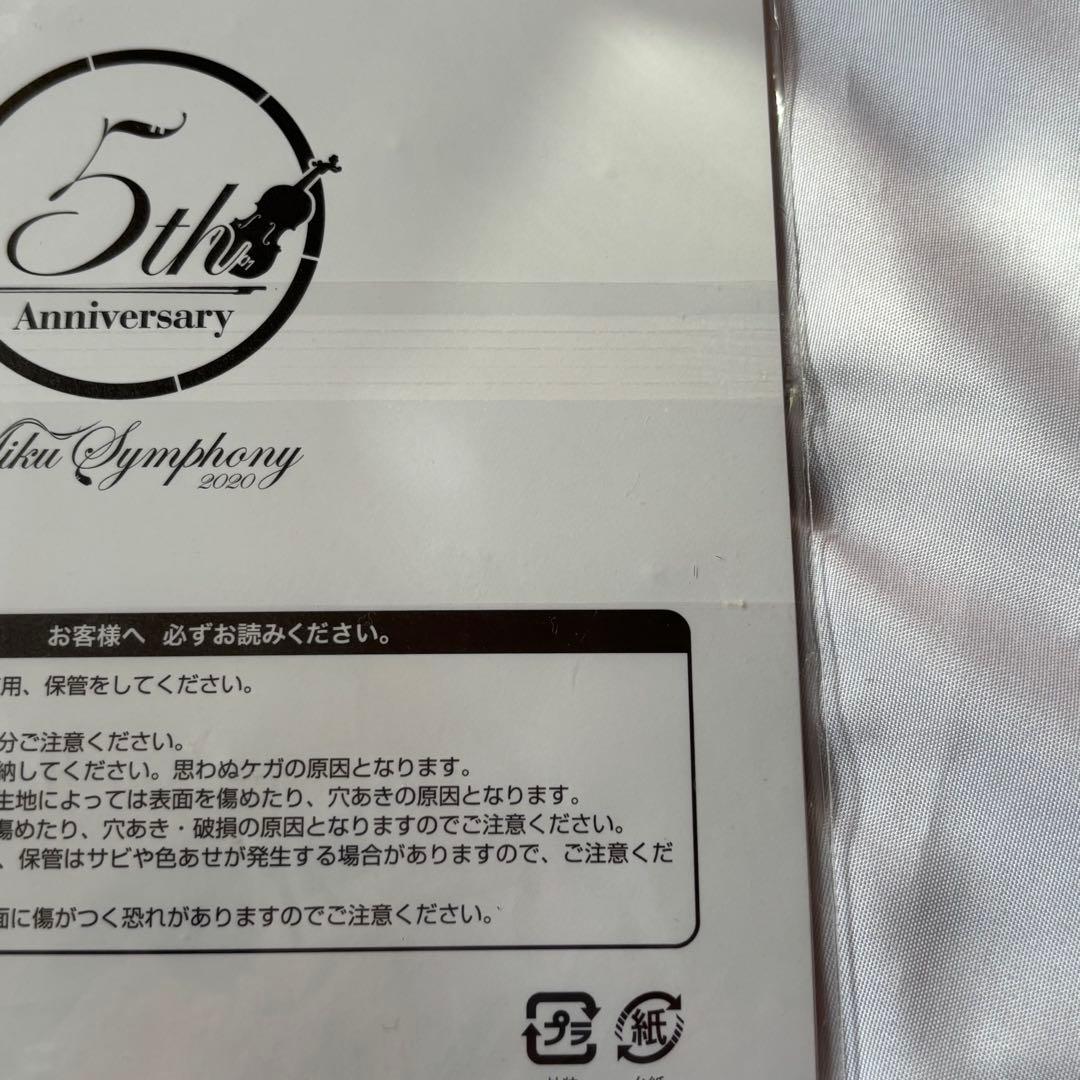 5th
Anniversary
iku Symphony
2020
お客様へ 必ずお読みください。
用、保管をしてください。
分ご注意ください。
納してください。思わぬケガの原因となります。
生地によっては表面を傷めたり、穴あきの原因となります。
傷めたり、穴あき・破損の原因となりますのでご注意ください。
、保管はサビや色あせが発生する場合がありますので、ご注意くだ
面に傷がつく恐れがありますのでご注意ください。
プラ 紙